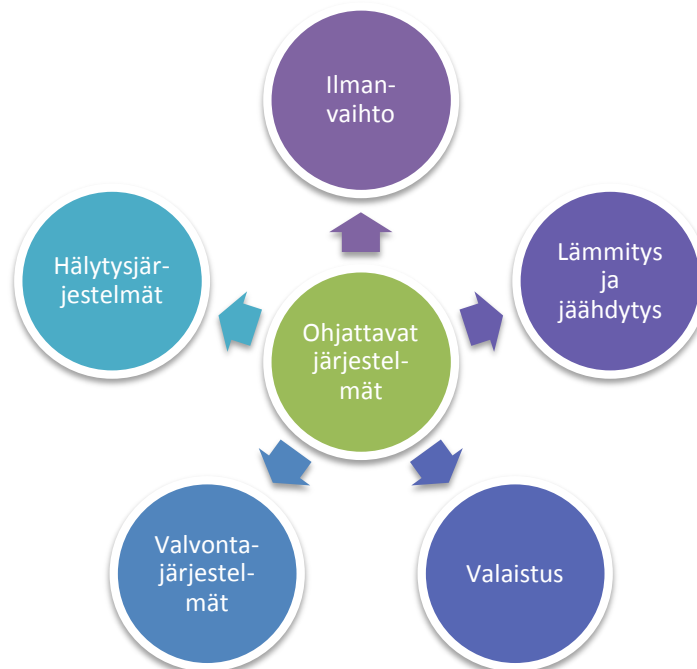 Ilman-
vaihto
Lämmitys
ja
jäähdytys
Valaistus
Valvonta-
järjestel-
mät
Hälytysjär-
jestelmät
Ohjattavat
järjestel-
mät